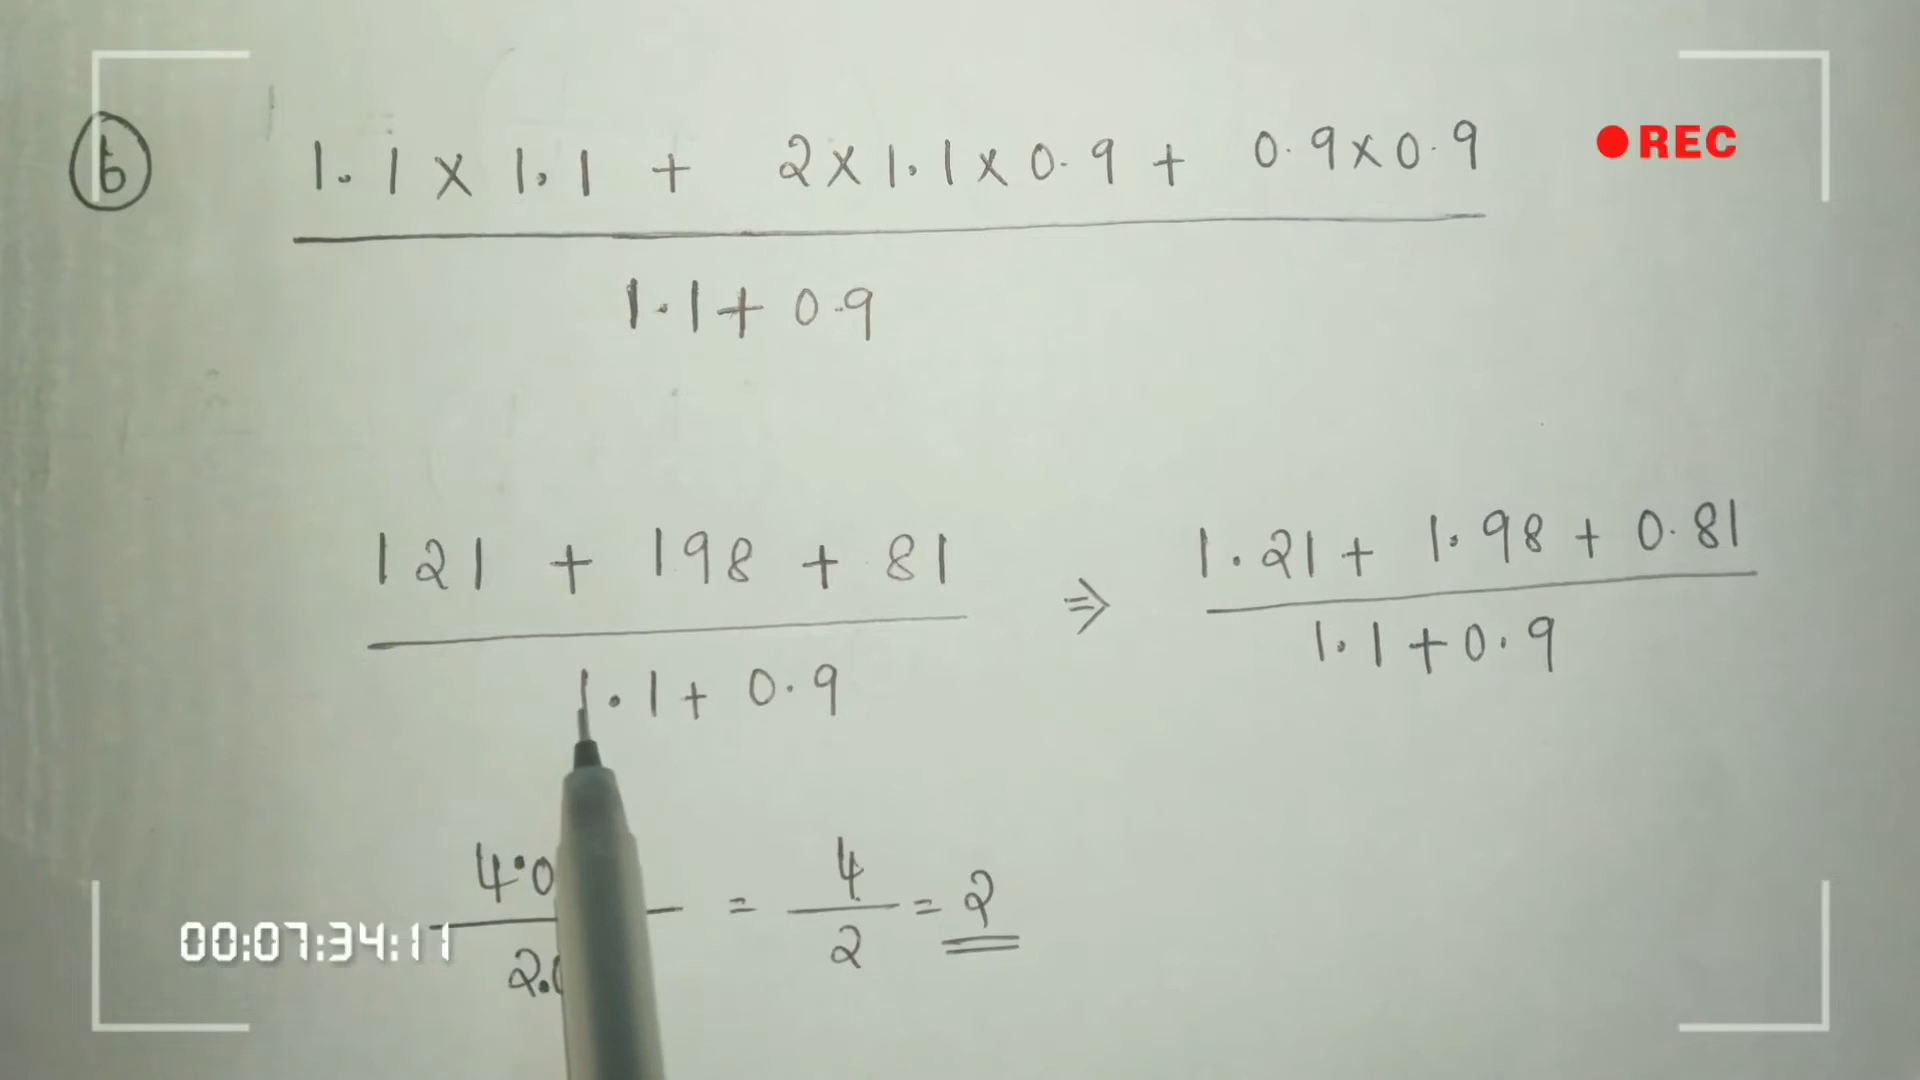 REC
6 1.1 x 1.1 + 2 x 1.1 x 0.9 + 0.9 x 0.9
1.1 + 0.9
121 + 198 + 81 ⇒ 1.21 + 1.98 + 0.81
1.1 + 0.9 1.1 + 0.9
4.0 = 4 = 2
2. 2
00:07:34:11